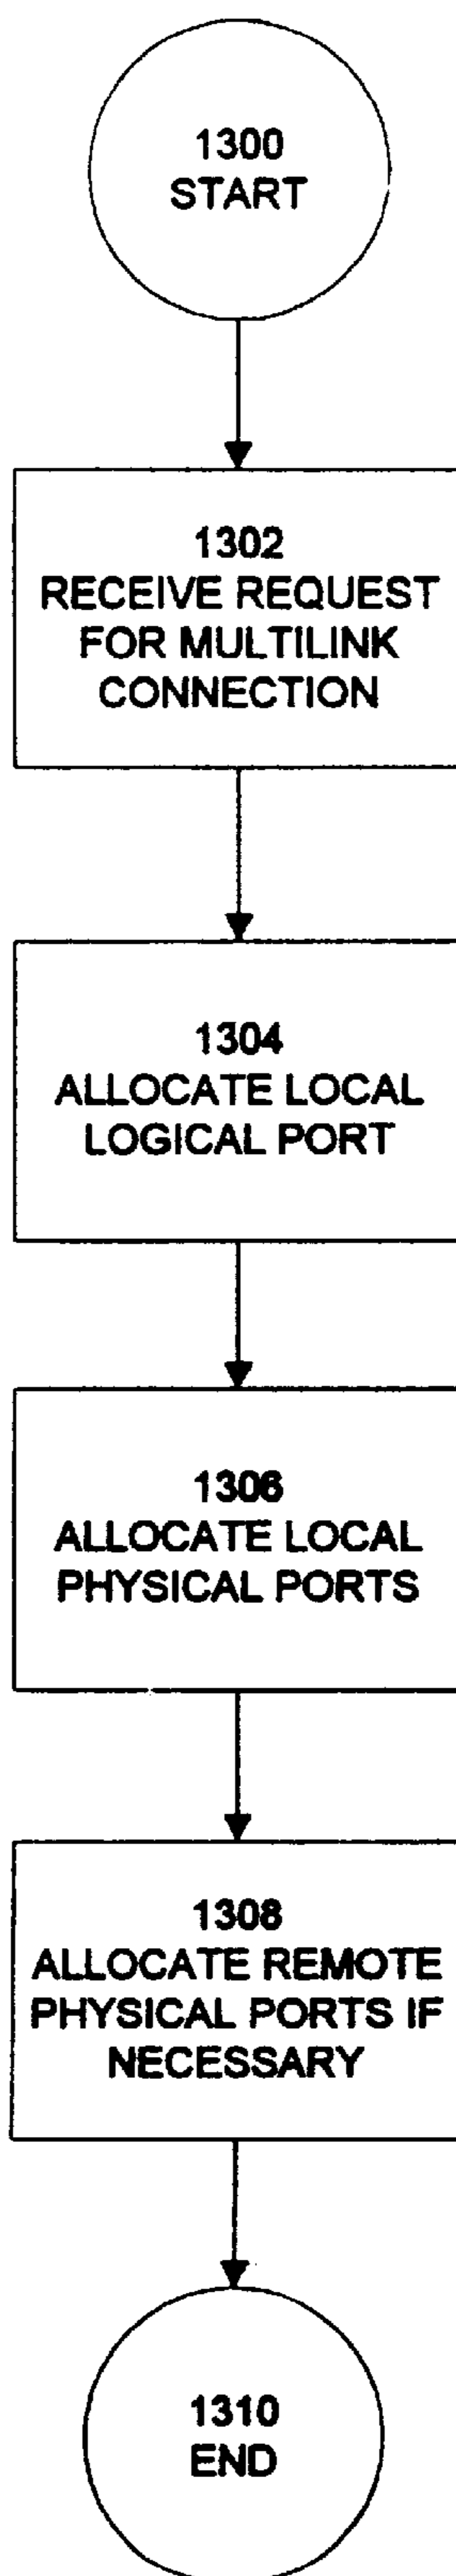 1300
START
1302
RECEIVE REQUEST
FOR MULTILINK
CONNECTION
1304
ALLOCATE LOCAL
LOGICAL PORT
1306
ALLOCATE LOCAL
PHYSICAL PORTS
1308
ALLOCATE REMOTE
PHYSICAL PORTS IF
NECESSARY
1310
END